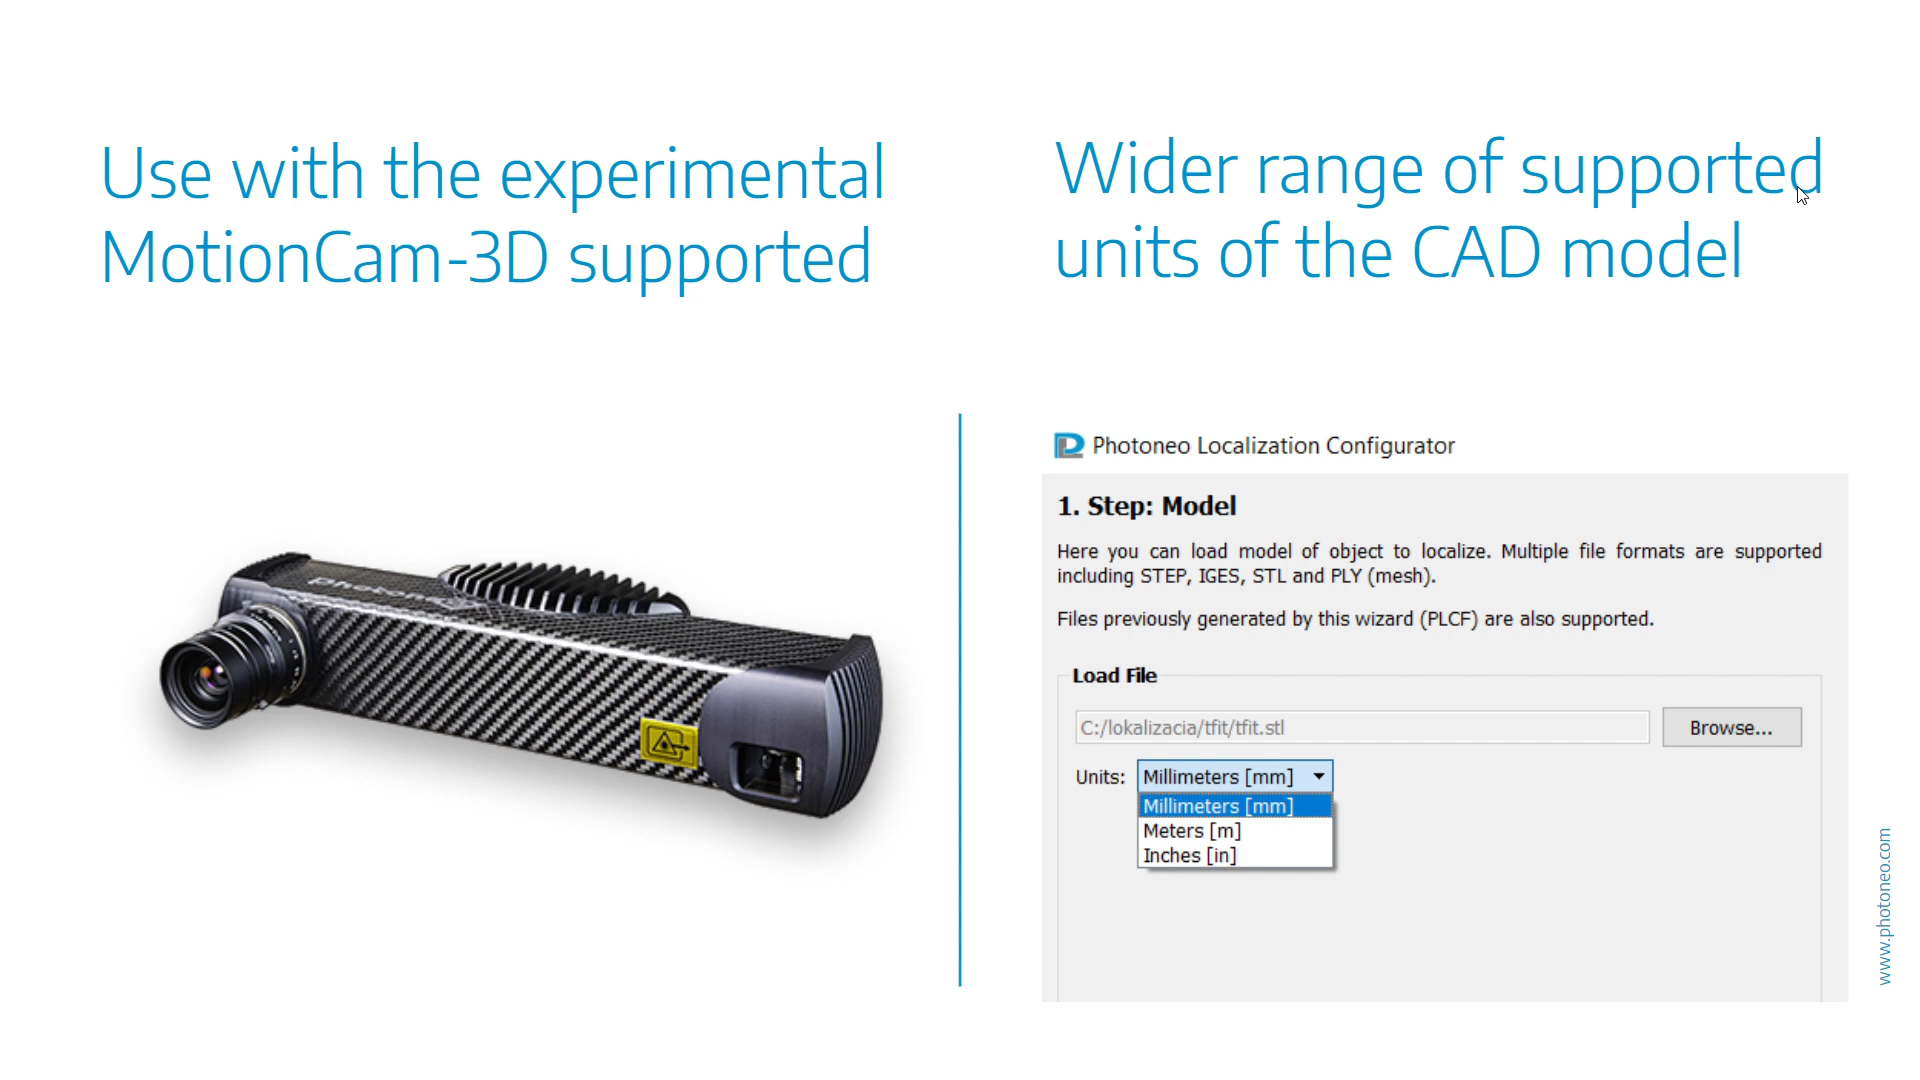 Use with the experimental
MotionCam-3D supported
Wider range of supported
units of the CAD model
Photoneo
Photoneo Localization Configurator
1. Step: Model
Here you can load model of object to localize. Multiple file formats are supported
including STEP, IGES, STL and PLY (mesh).
Files previously generated by this wizard (PLCF) are also supported.
Load File
C:/lokalizacia/tfit/tfit.stl
Browse...
Units: Millimeters [mm]
Millimeters [mm]
Meters [m]
Inches [in]
www.photoneo.com